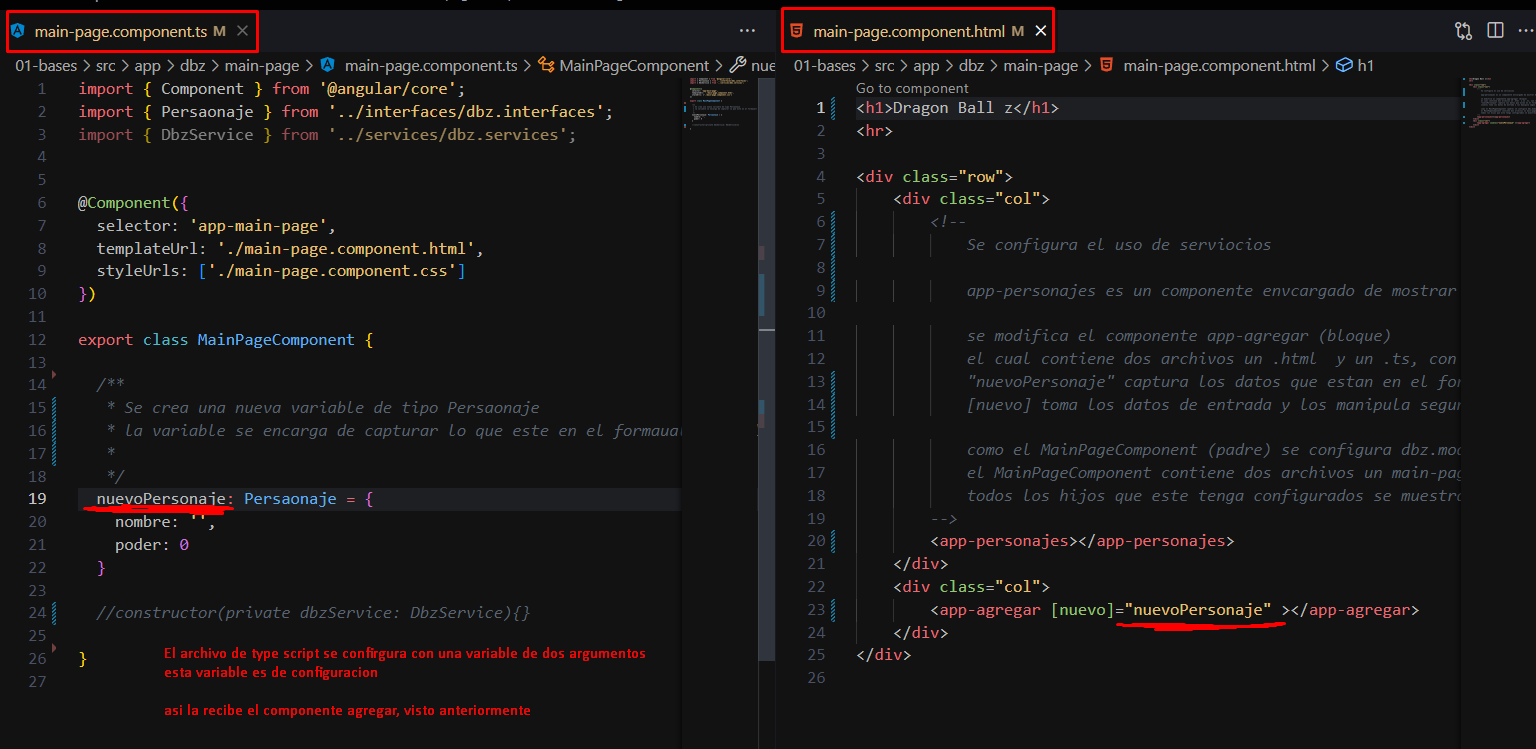 main-page.component.ts M
01-bases > src > app > dbz > main-page > main-page.component.ts > MainPageComponent >
1 import { Component } from '@angular/core';
2 import { Persaonaje } from '../interfaces/dbz.interfaces';
3 import { DbzService } from '../services/dbz.services';
4
5
6 @Component({
7 selector: 'app-main-page',
8 templateUrl: './main-page.component.html',
9 styleUrls: ['./main-page.component.css']
10 })
11
12 export class MainPageComponent {
13
14 /**
15 * Se crea una nueva variable de tipo Persaonaje
16 * la variable se encarga de capturar lo que este en el
17 *
18 */
19 nuevoPersonaje: Persaonaje = {
20 nombre: '',
21 poder: 0
22 }
23
24 //constructor(private dbzService: DbzService){}
25
26 }
27
El archivo de type script se confirgura con una variable de dos argumentos
esta variable es de configuracion
asi la recibe el componente agregar, visto anteriormente
main-page.component.html M
01-bases > src > app > dbz > main-page > main-page.component.html > h1
Go to component
1 <h1>Dragon Ball z</h1>
2 <hr>
3
4 <div class="row">
5 <div class="col">
6 <!--
7 Se configura el uso de serviocios
8
9 app-personajes es un componente envcargado de mostrar
10
11 se modifica el componente app-agregar (bloque)
12 el cual contiene dos archivos un .html y un .ts, con
13 "nuevoPersonaje" captura los datos que estan en el
14 [nuevo] toma los datos de entrada y los manipula
15
16 como el MainPageComponent (padre) se configura
17 el MainPageComponent contiene dos archivos un
18 todos los hijos que este tenga configurados se
19 -->
20 <app-personajes></app-personajes>
21 </div>
22 <div class="col">
23 <app-agregar [nuevo]="nuevoPersonaje" ></app-agregar>
24 </div>
25 </div>
26